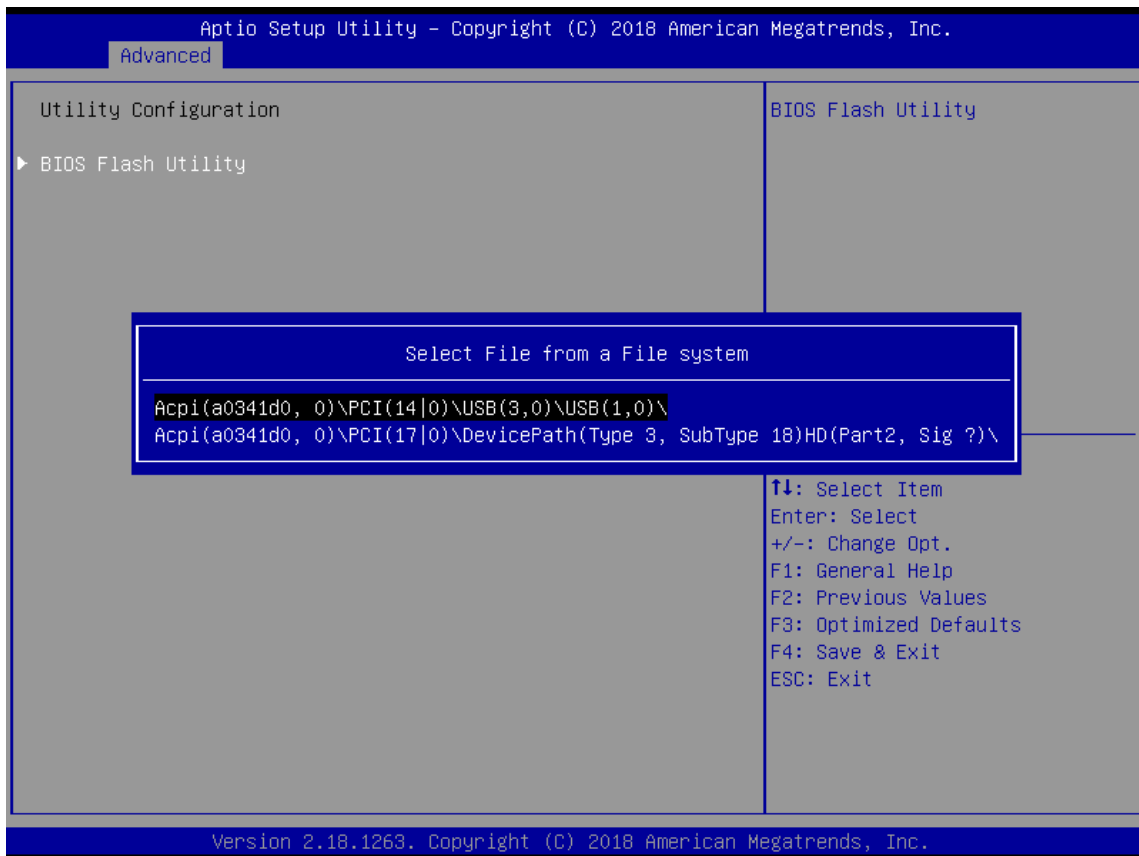 Aptio Setup Utility – Copyright (C) 2018 American Megatrends, Inc.
Advanced
Utility Configuration
BIOS Flash Utility
▶ BIOS Flash Utility
Select File from a File system
Acpi(a0341d0, 0)\PCI(14|0)\USB(3,0)\USB(1,0)\
Acpi(a0341d0, 0)\PCI(17|0)\DevicePath(Type 3, SubType 18)HD(Part2, Sig ?)\
↑↓: Select Item
Enter: Select
+/-: Change Opt.
F1: General Help
F2: Previous Values
F3: Optimized Defaults
F4: Save & Exit
ESC: Exit
Version 2.18.1263. Copyright (C) 2018 American Megatrends, Inc.